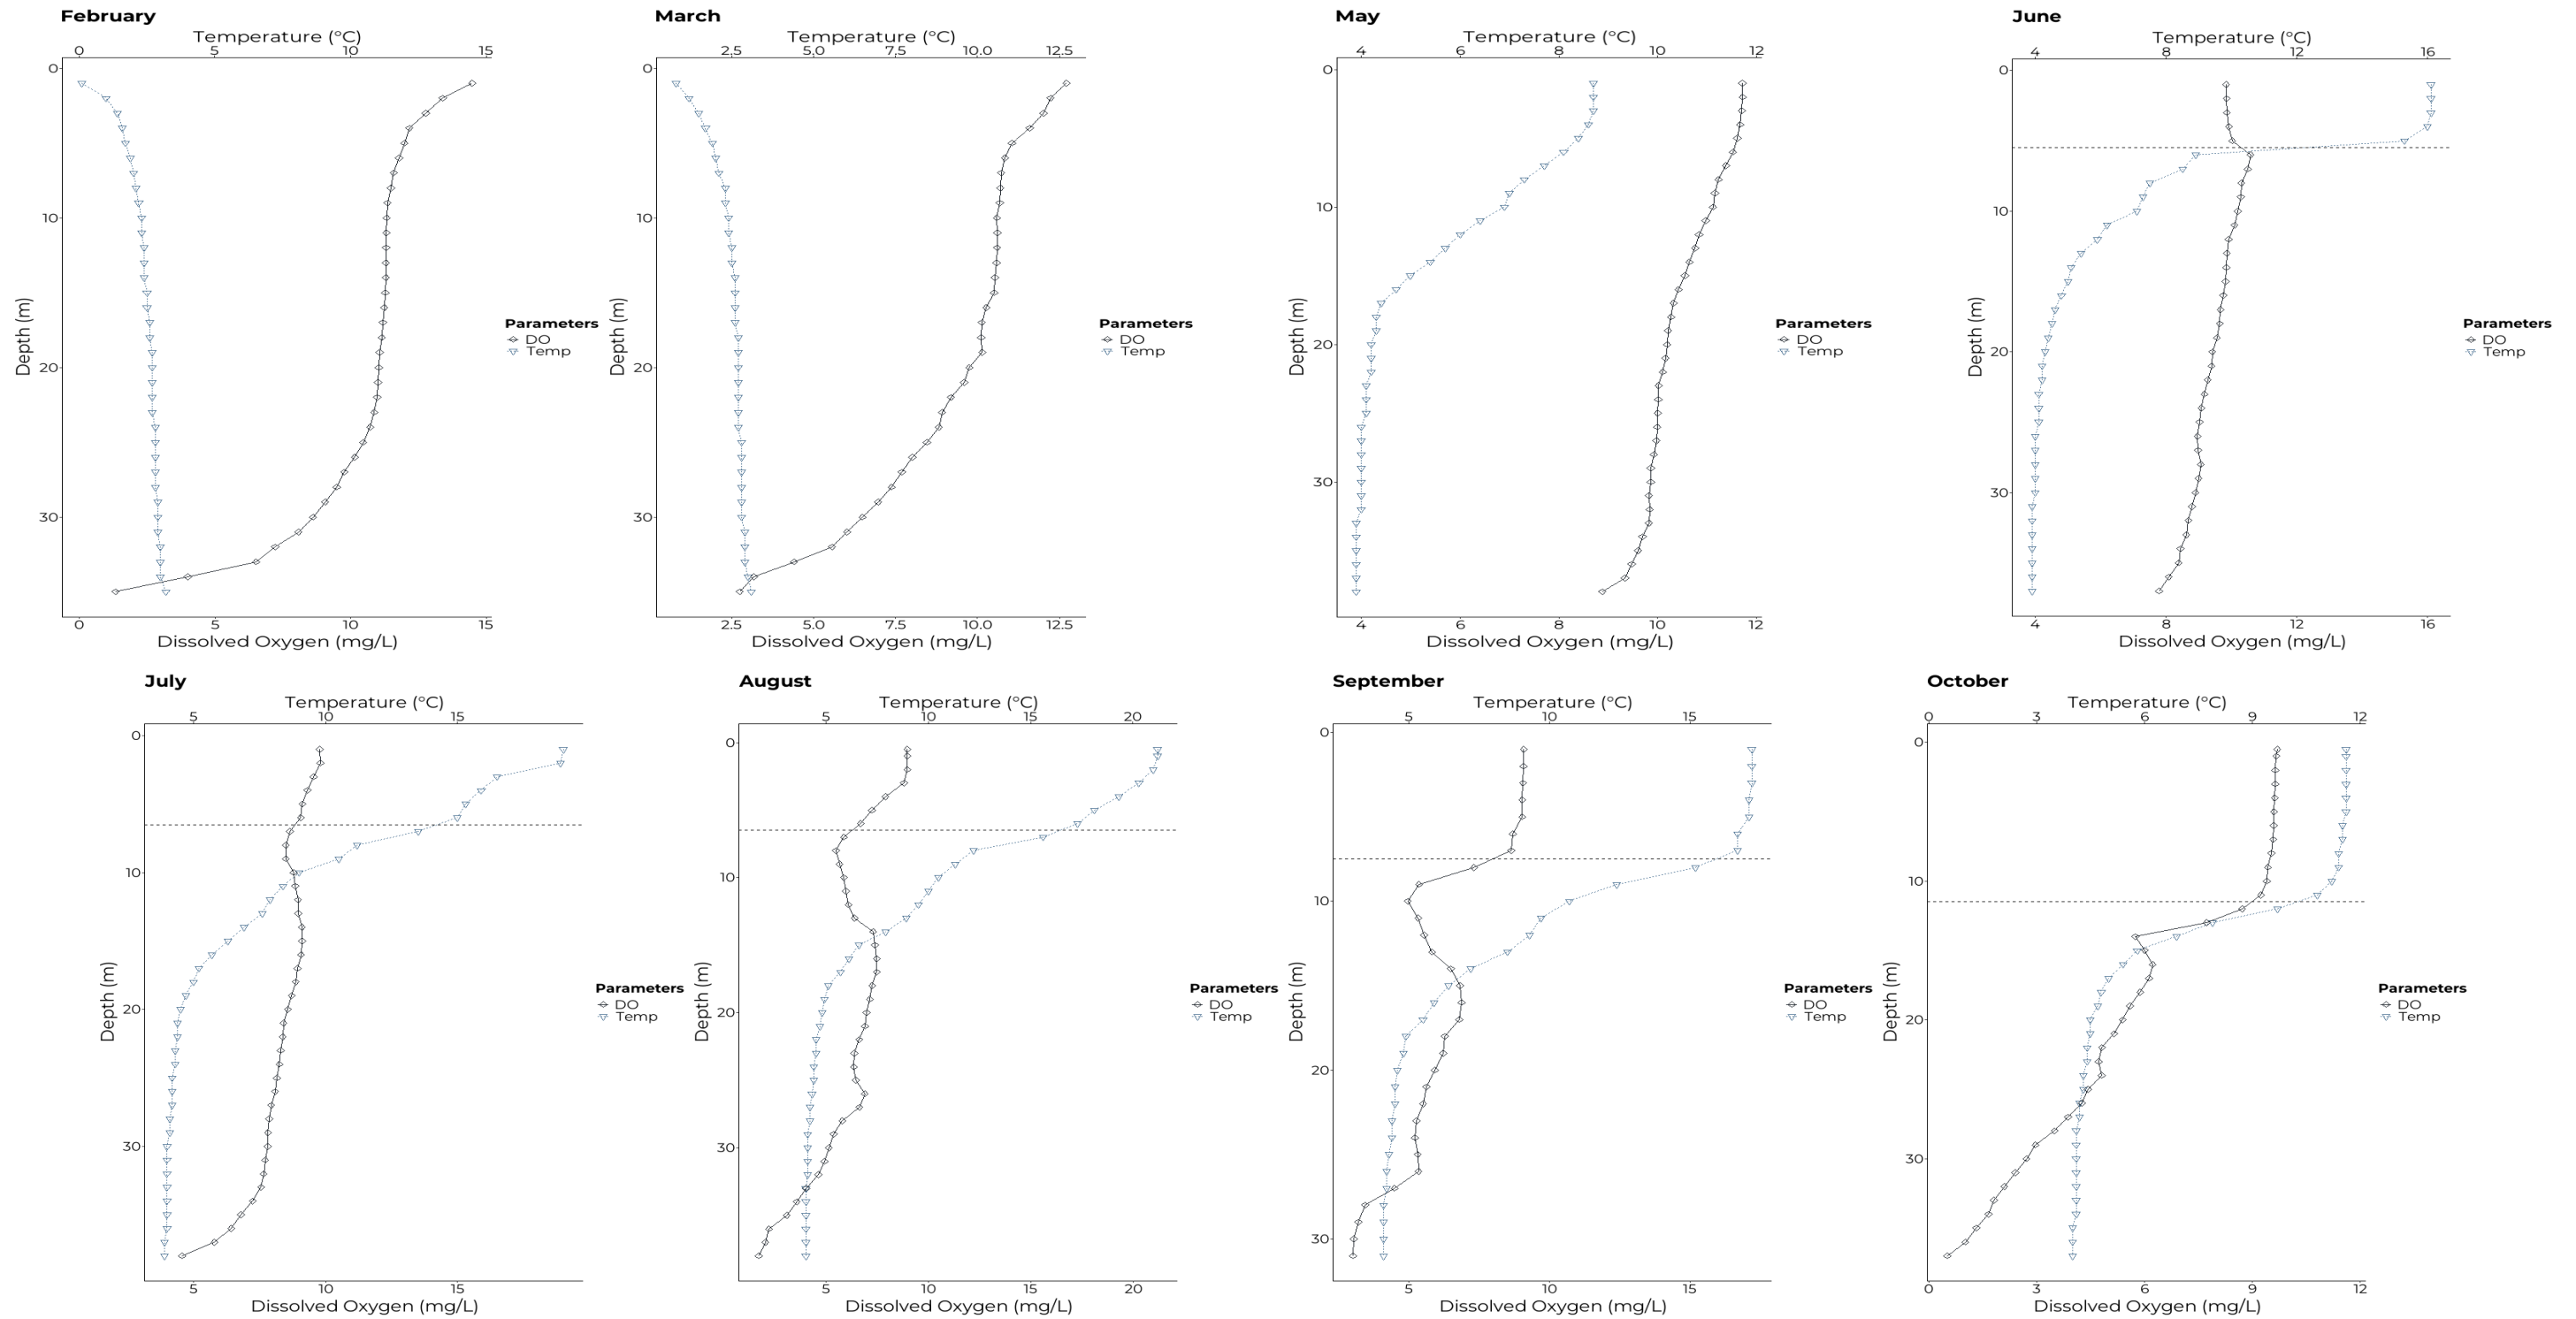 February
Temperature (°C)
0 5 10 15
0
10
20
30
Depth (m)
Parameters
DO
Temp
0 5 10 15
Dissolved Oxygen (mg/L)
March
Temperature (°C)
2.5 5.0 7.5 10.0 12.5
0
10
20
30
Depth (m)
Parameters
DO
Temp
2.5 5.0 7.5 10.0 12.5
Dissolved Oxygen (mg/L)
May
Temperature (°C)
4 6 8 10 12
0
10
20
30
Depth (m)
Parameters
DO
Temp
4 6 8 10 12
Dissolved Oxygen (mg/L)
June
Temperature (°C)
4 8 12 16
0
10
20
30
Depth (m)
Parameters
DO
Temp
4 8 12 16
Dissolved Oxygen (mg/L)
July
Temperature (°C)
5 10 15
0
10
20
30
Depth (m)
Parameters
DO
Temp
5 10 15
Dissolved Oxygen (mg/L)
August
Temperature (°C)
5 10 15 20
0
10
20
30
Depth (m)
Parameters
DO
Temp
5 10 15 20
Dissolved Oxygen (mg/L)
September
Temperature (°C)
5 10 15
0
10
20
30
Depth (m)
Parameters
DO
Temp
5 10 15
Dissolved Oxygen (mg/L)
October
Temperature (°C)
0 3 6 9 12
0
10
20
30
Depth (m)
Parameters
DO
Temp
0 3 6 9 12
Dissolved Oxygen (mg/L)